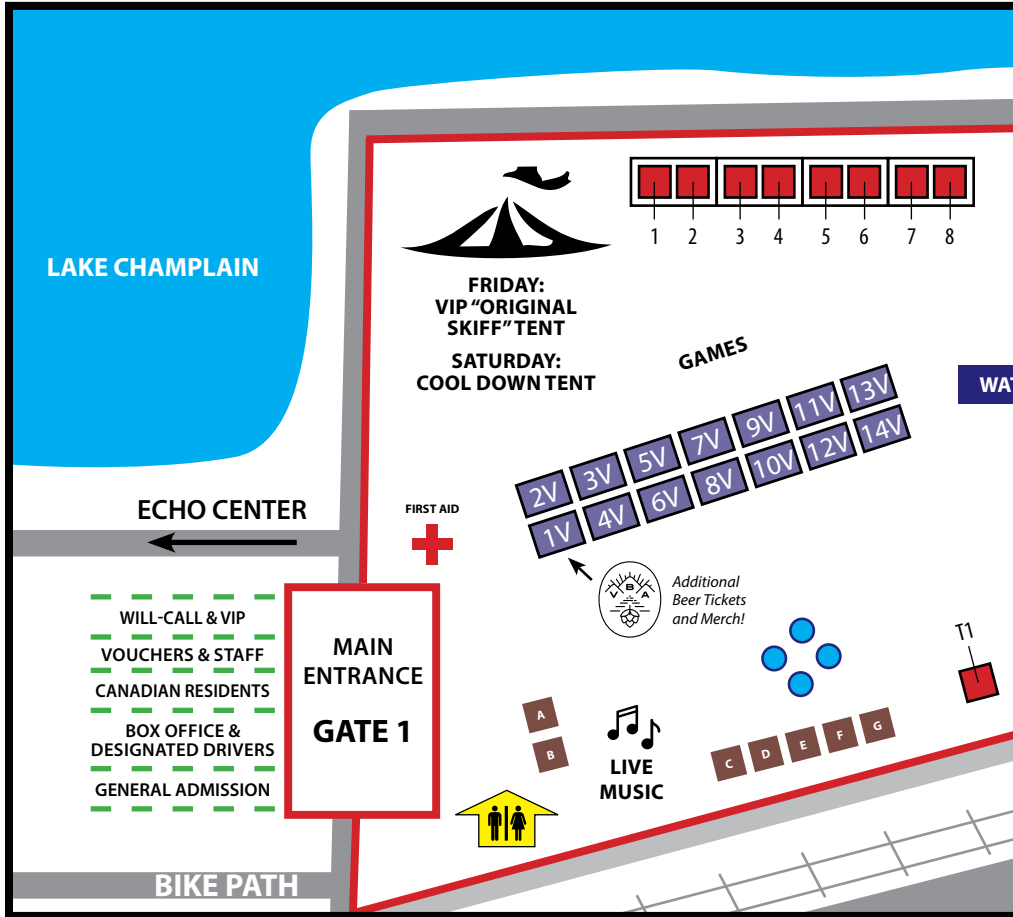 LAKE CHAMPLAIN
1 2 3 4 5 6 7 8
FRIDAY:
VIP “ORIGINAL
SKIFF” TENT
SATURDAY:
COOL DOWN TENT
GAMES
WAT
2V 3V 5V 7V 9V 11V 13V
1V 4V 6V 8V 10V 12V 14V
ECHO CENTER
FIRST AID
V B A
Additional
Beer Tickets
and Merch!
WILL-CALL & VIP
VOUCHERS & STAFF
CANADIAN RESIDENTS
BOX OFFICE &
DESIGNATED DRIVERS
GENERAL ADMISSION
MAIN
ENTRANCE
GATE 1
T1
A
B
LIVE
MUSIC
C D E F G
BIKE PATH